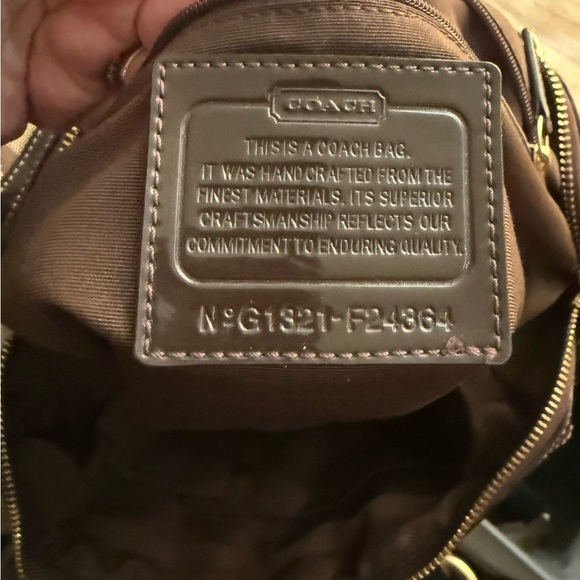 COACH
THIS IS A COACH BAG.
IT WAS HANDCRAFTED FROM THE
FINEST MATERIALS. ITS SUPERIOR
CRAFTSMANSHIP REFLECTS OUR
COMMITMENT TO ENDURING QUALITY.
Nº G1321-F24364